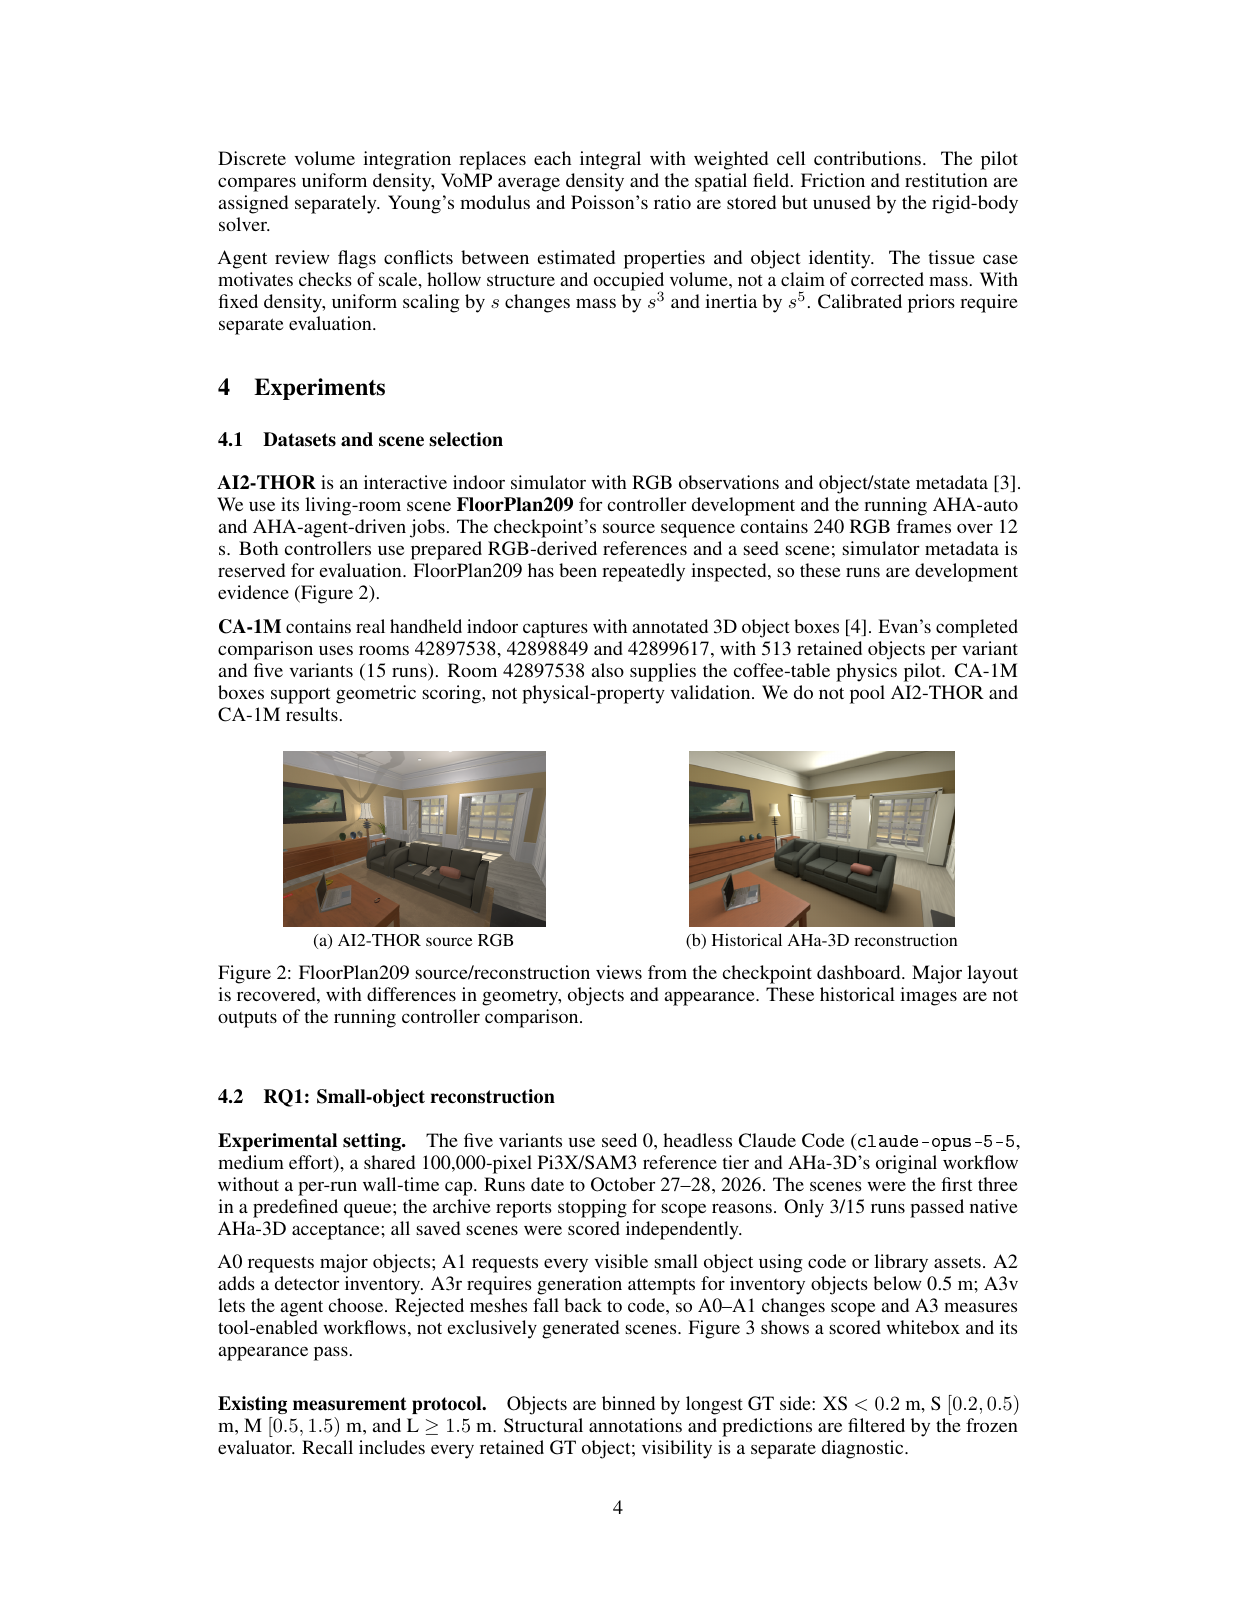 Discrete volume integration replaces each integral with weighted cell contributions. The pilot
compares uniform density, VoMP average density and the spatial field. Friction and restitution are
assigned separately. Young's modulus and Poisson's ratio are stored but unused by the rigid-body
solver.
Agent review flags conflicts between estimated properties and object identity. The tissue case
motivates checks of scale, hollow structure and occupied volume, not a claim of corrected mass. With
fixed density, uniform scaling by s changes mass by s³ and inertia by s⁵. Calibrated priors require
separate evaluation.
4 Experiments
4.1 Datasets and scene selection
AI2-THOR is an interactive indoor simulator with RGB observations and object/state metadata [3].
We use its living-room scene FloorPlan209 for controller development and the running AHA-auto
and AHA-agent-driven jobs. The checkpoint's source sequence contains 240 RGB frames over 12
s. Both controllers use prepared RGB-derived references and a seed scene; simulator metadata is
reserved for evaluation. FloorPlan209 has been repeatedly inspected, so these runs are development
evidence (Figure 2).
CA-1M contains real handheld indoor captures with annotated 3D object boxes [4]. Evan's completed
comparison uses rooms 42897538, 42898849 and 42899617, with 513 retained objects per variant
and five variants (15 runs). Room 42897538 also supplies the coffee-table physics pilot. CA-1M
boxes support geometric scoring, not physical-property validation. We do not pool AI2-THOR and
CA-1M results.
(a) AI2-THOR source RGB
(b) Historical AHa-3D reconstruction
Figure 2: FloorPlan209 source/reconstruction views from the checkpoint dashboard. Major layout
is recovered, with differences in geometry, objects and appearance. These historical images are not
outputs of the running controller comparison.
4.2 RQ1: Small-object reconstruction
Experimental setting. The five variants use seed 0, headless Claude Code (claude-opus-5-5,
medium effort), a shared 100,000-pixel Pi3X/SAM3 reference tier and AHa-3D's original workflow
without a per-run wall-time cap. Runs date to October 27–28, 2026. The scenes were the first three
in a predefined queue; the archive reports stopping for scope reasons. Only 3/15 runs passed native
AHa-3D acceptance; all saved scenes were scored independently.
A0 requests major objects; A1 requests every visible small object using code or library assets. A2
adds a detector inventory. A3r requires generation attempts for inventory objects below 0.5 m; A3v
lets the agent choose. Rejected meshes fall back to code, so A0–A1 changes scope and A3 measures
tool-enabled workflows, not exclusively generated scenes. Figure 3 shows a scored whitebox and its
appearance pass.
Existing measurement protocol. Objects are binned by longest GT side: XS < 0.2 m, S [0.2, 0.5)
m, M [0.5, 1.5) m, and L ≥ 1.5 m. Structural annotations and predictions are filtered by the frozen
evaluator. Recall includes every retained GT object; visibility is a separate diagnostic.
4